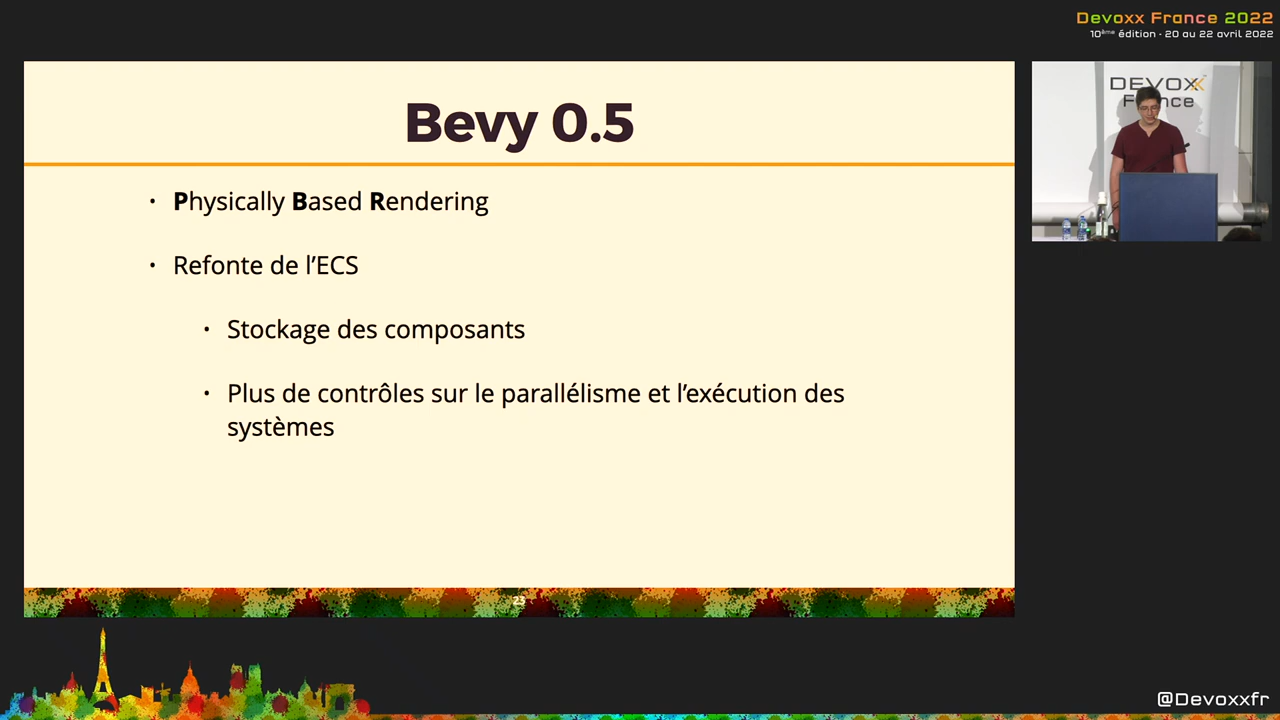 Devoxx France 2022
10ème édition - 20 au 22 avril 2022
DEVOXX
France
Bevy 0.5
• Physically Based Rendering
• Refonte de l’ECS
• Stockage des composants
• Plus de contrôles sur le parallélisme et l’exécution des
systèmes
23
@Devoxxfr